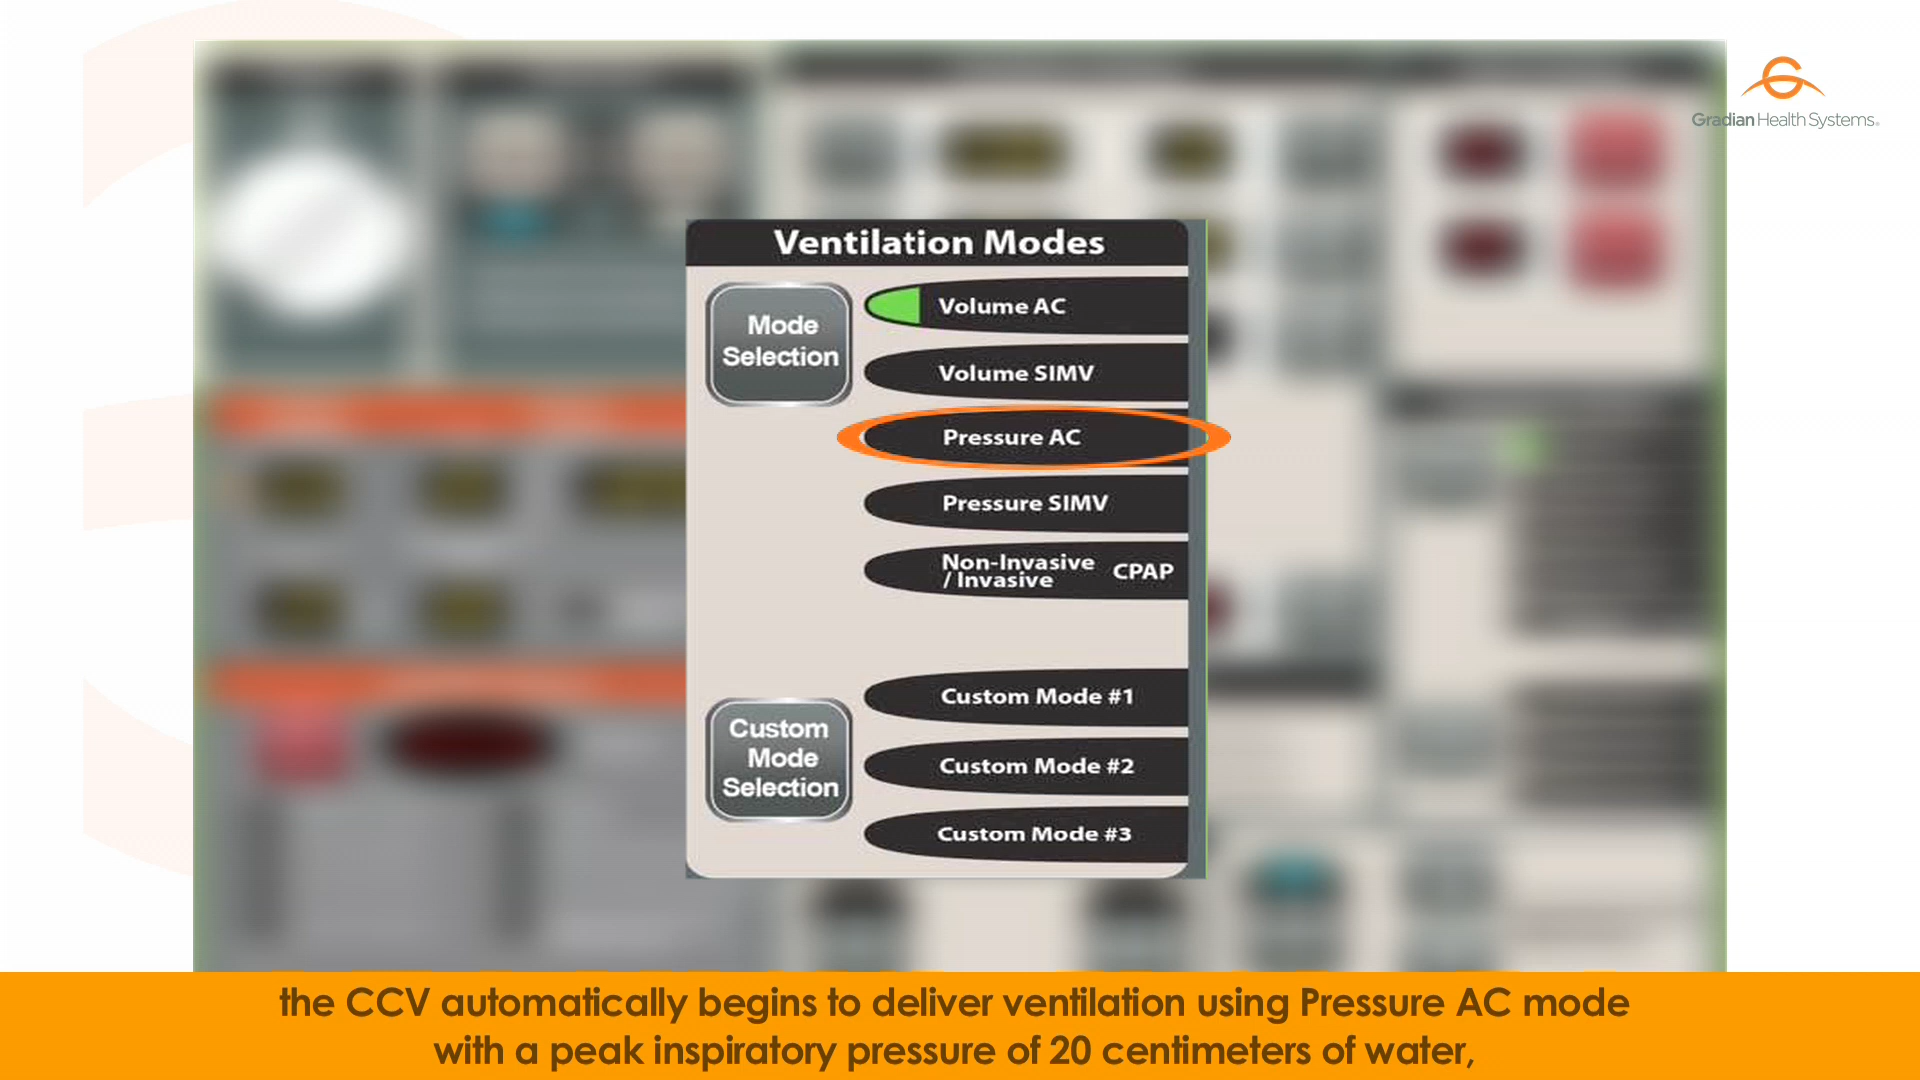 Gradian Health Systems
Ventilation Modes
Mode
Selection
Volume AC
Volume SIMV
Pressure AC
Pressure SIMV
Non-Invasive
/ Invasive CPAP
Custom
Mode
Selection
Custom Mode #1
Custom Mode #2
Custom Mode #3
the CCV automatically begins to deliver ventilation using Pressure AC mode
with a peak inspiratory pressure of 20 centimeters of water,